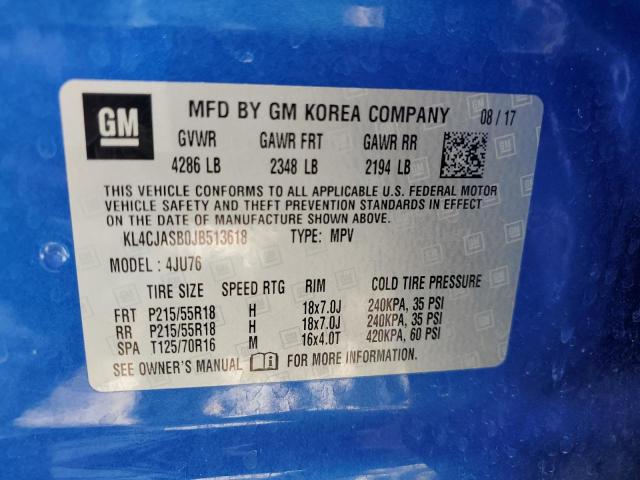 GM
MFD BY GM KOREA COMPANY 08 / 17
GVWR GAWR FRT GAWR RR
4286 LB 2348 LB 2194 LB
THIS VEHICLE CONFORMS TO ALL APPLICABLE U.S. FEDERAL MOTOR
VEHICLE SAFETY AND THEFT PREVENTION STANDARDS IN EFFECT
ON THE DATE OF MANUFACTURE SHOWN ABOVE.
KL4CJASB0JB513618 TYPE: MPV
MODEL : 4JU76
TIRE SIZE SPEED RTG RIM COLD TIRE PRESSURE
FRT P215/55R18 H 18x7.0J 240KPA, 35 PSI
RR P215/55R18 H 18x7.0J 240KPA, 35 PSI
SPA T125/70R16 M 16x4.0T 420KPA, 60 PSI
SEE OWNER'S MANUAL FOR MORE INFORMATION.